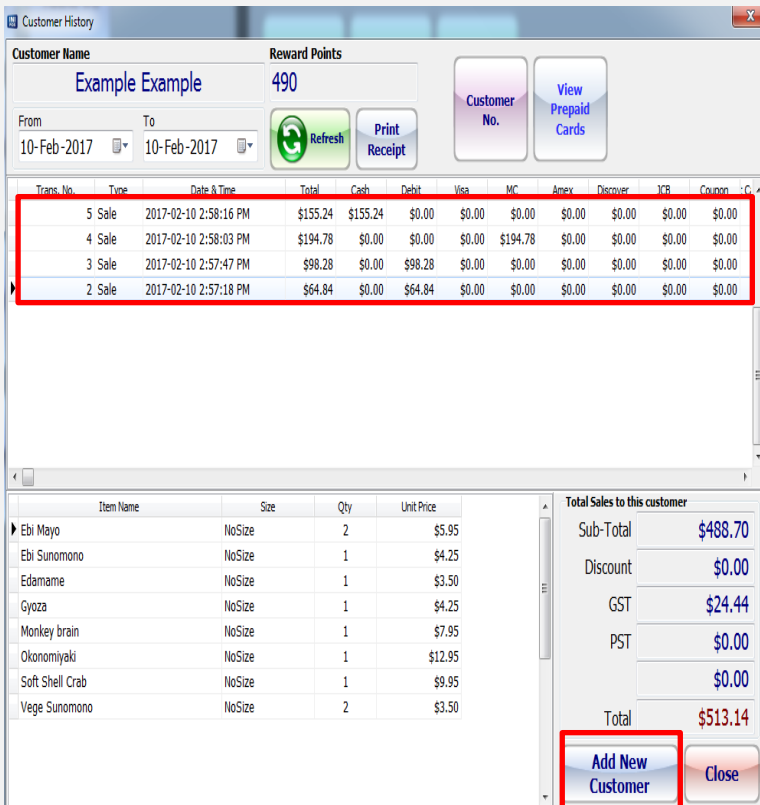 Customer History
Customer Name
Reward Points
Example Example
490
Customer No.
View Prepaid Cards
From
To
10-Feb-2017
10-Feb-2017
Refresh
Print Receipt
Trans. No. Type Date & Time Total Cash Debit Visa MC Amex Discover JCB Coupon
5 Sale 2017-02-10 2:58:16 PM $155.24 $155.24 $0.00 $0.00 $0.00 $0.00 $0.00 $0.00 $0.00
4 Sale 2017-02-10 2:58:03 PM $194.78 $0.00 $0.00 $0.00 $194.78 $0.00 $0.00 $0.00 $0.00
3 Sale 2017-02-10 2:57:47 PM $98.28 $0.00 $98.28 $0.00 $0.00 $0.00 $0.00 $0.00 $0.00
2 Sale 2017-02-10 2:57:18 PM $64.84 $0.00 $64.84 $0.00 $0.00 $0.00 $0.00 $0.00 $0.00
Item Name Size Qty Unit Price
Ebi Mayo NoSize 2 $5.95
Ebi Sunomono NoSize 1 $4.25
Edamame NoSize 1 $3.50
Gyoza NoSize 1 $4.25
Monkey brain NoSize 1 $7.95
Okonomiyaki NoSize 1 $12.95
Soft Shell Crab NoSize 1 $9.95
Vege Sunomono NoSize 2 $3.50
Total Sales to this customer
Sub-Total $488.70
Discount $0.00
GST $24.44
PST $0.00
$0.00
Total $513.14
Add New Customer
Close